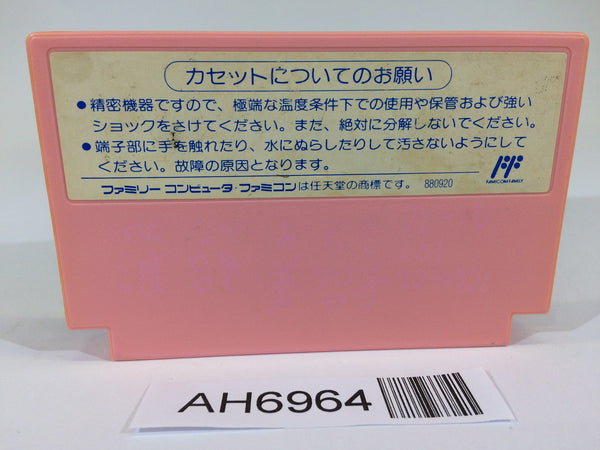 カセットについてのお願い
●精密機器ですので、極端な温度条件下での使用や保管および強い
ショックをさけてください。また、絶対に分解しないでください。
●端子部に手を触れたり、水にぬらしたりして汚さないようにして
ください。故障の原因となります。
ファミリーコンピュータ・ファミコンは任天堂の商標です。 880920
FAMICOM FAMILY
AH6964